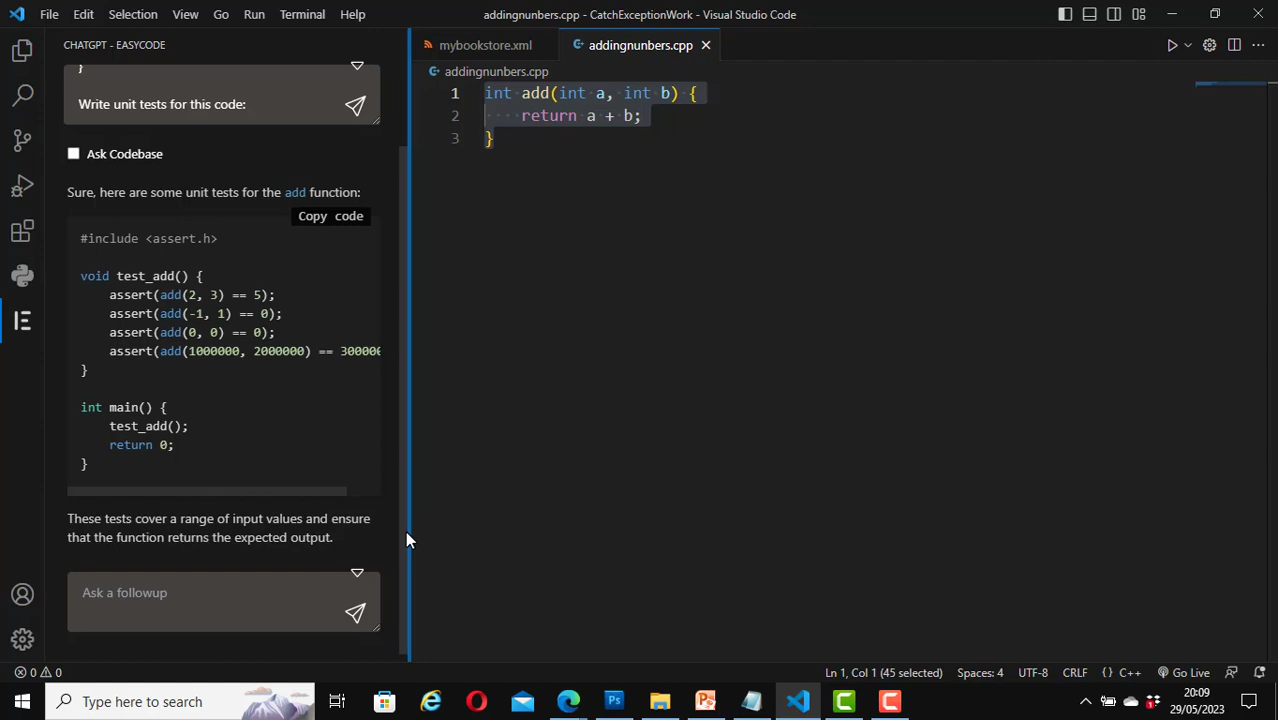 File Edit Selection View Go Run Terminal Help
addingnunbers.cpp - CatchExceptionWork - Visual Studio Code
CHATGPT - EASYCODE
}
Write unit tests for this code:
Ask Codebase
Sure, here are some unit tests for the add function:
Copy code
#include <assert.h>
void test_add() {
assert(add(2, 3) == 5);
assert(add(-1, 1) == 0);
assert(add(0, 0) == 0);
assert(add(1000000, 2000000) == 300000
}
int main() {
test_add();
return 0;
}
These tests cover a range of input values and ensure
that the function returns the expected output.
Ask a followup
mybookstore.xml
addingnunbers.cpp
addingnunbers.cpp
1 int add(int a, int b) {
2 ····return a + b;
3 }
0 0
Ln 1, Col 1 (45 selected) Spaces: 4 UTF-8 CRLF {} C++ Go Live
Type here to search
20:09
29/05/2023